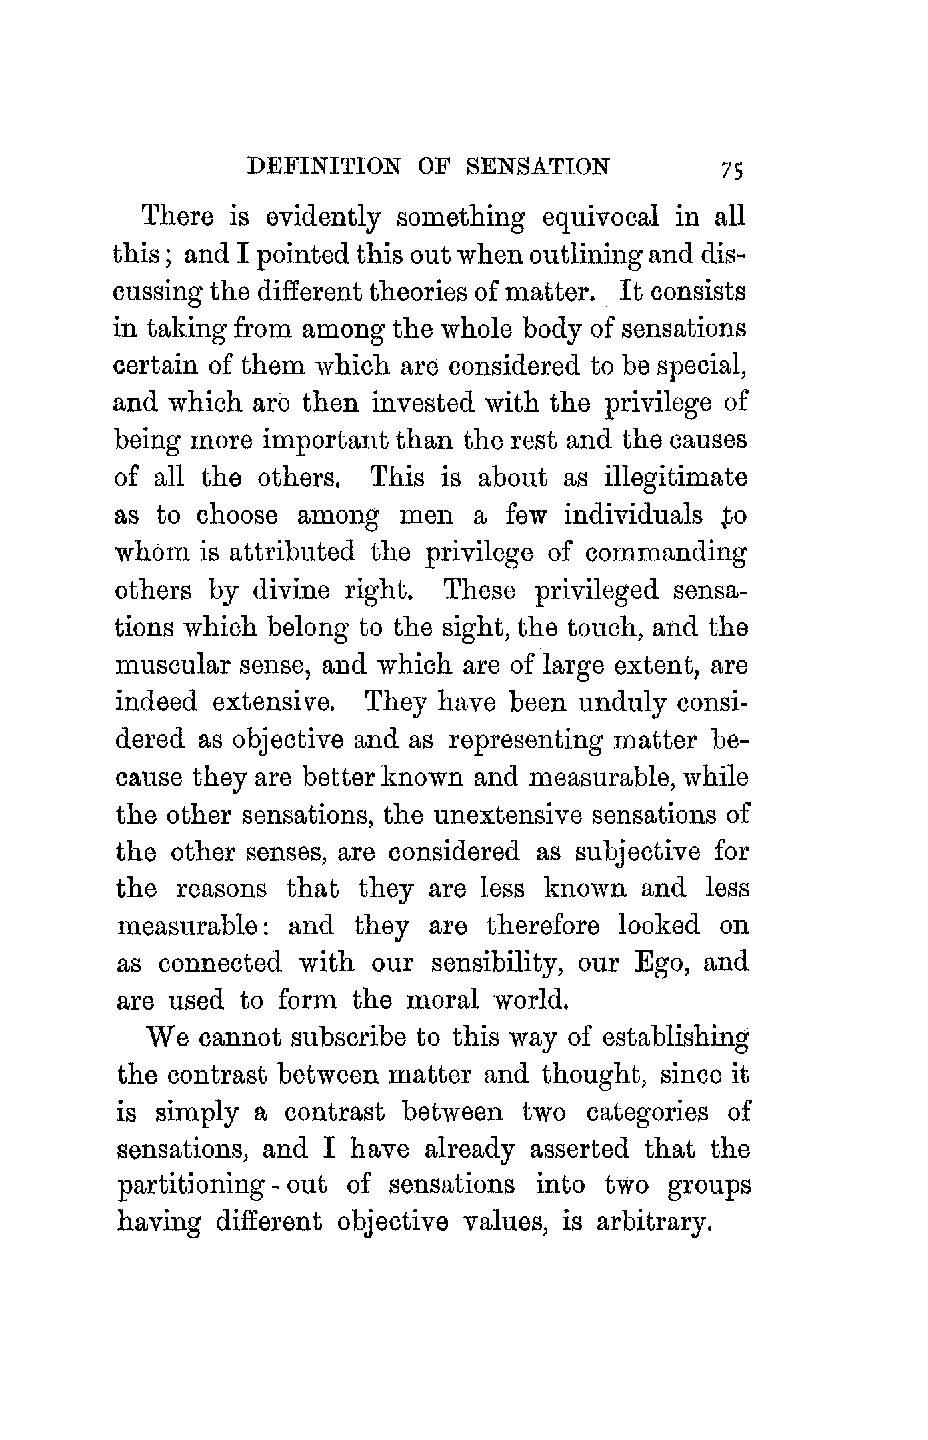 DEFINITION OF SENSATION 75
There is evidently something equivocal in all
this; and I pointed this out when outlining and dis-
cussing the different theories of matter. It consists
in taking from among the whole body of sensations
certain of them which are considered to be special,
and which are then invested with the privilege of
being more important than the rest and the causes
of all the others. This is about as illegitimate
as to choose among men a few individuals to
whom is attributed the privilege of commanding
others by divine right. These privileged sensa-
tions which belong to the sight, the touch, and the
muscular sense, and which are of large extent, are
indeed extensive. They have been unduly consi-
dered as objective and as representing matter be-
cause they are better known and measurable, while
the other sensations, the unextensive sensations of
the other senses, are considered as subjective for
the reasons that they are less known and less
measurable: and they are therefore looked on
as connected with our sensibility, our Ego, and
are used to form the moral world.
We cannot subscribe to this way of establishing
the contrast between matter and thought, since it
is simply a contrast between two categories of
sensations, and I have already asserted that the
partitioning-out of sensations into two groups
having different objective values, is arbitrary.